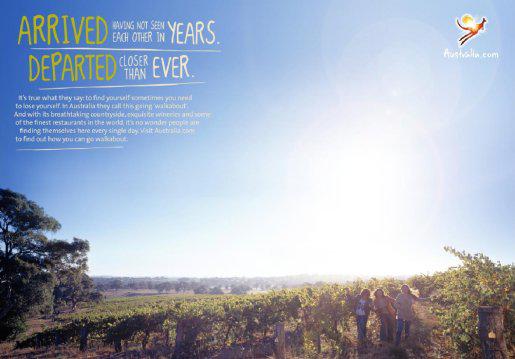 ARRIVED HAVING NOT SEEN EACH OTHER IN YEARS.
DEPARTED CLOSER THAN EVER.
It's true what they say: to find yourself sometimes you need
to lose yourself. In Australia they call this going 'walkabout'.
And with its breathtaking countryside, exquisite wineries and some
of the finest restaurants in the world, it's no wonder people are
finding themselves here every single day. Visit Australia.com
to find out how you can go walkabout.
Australia.com